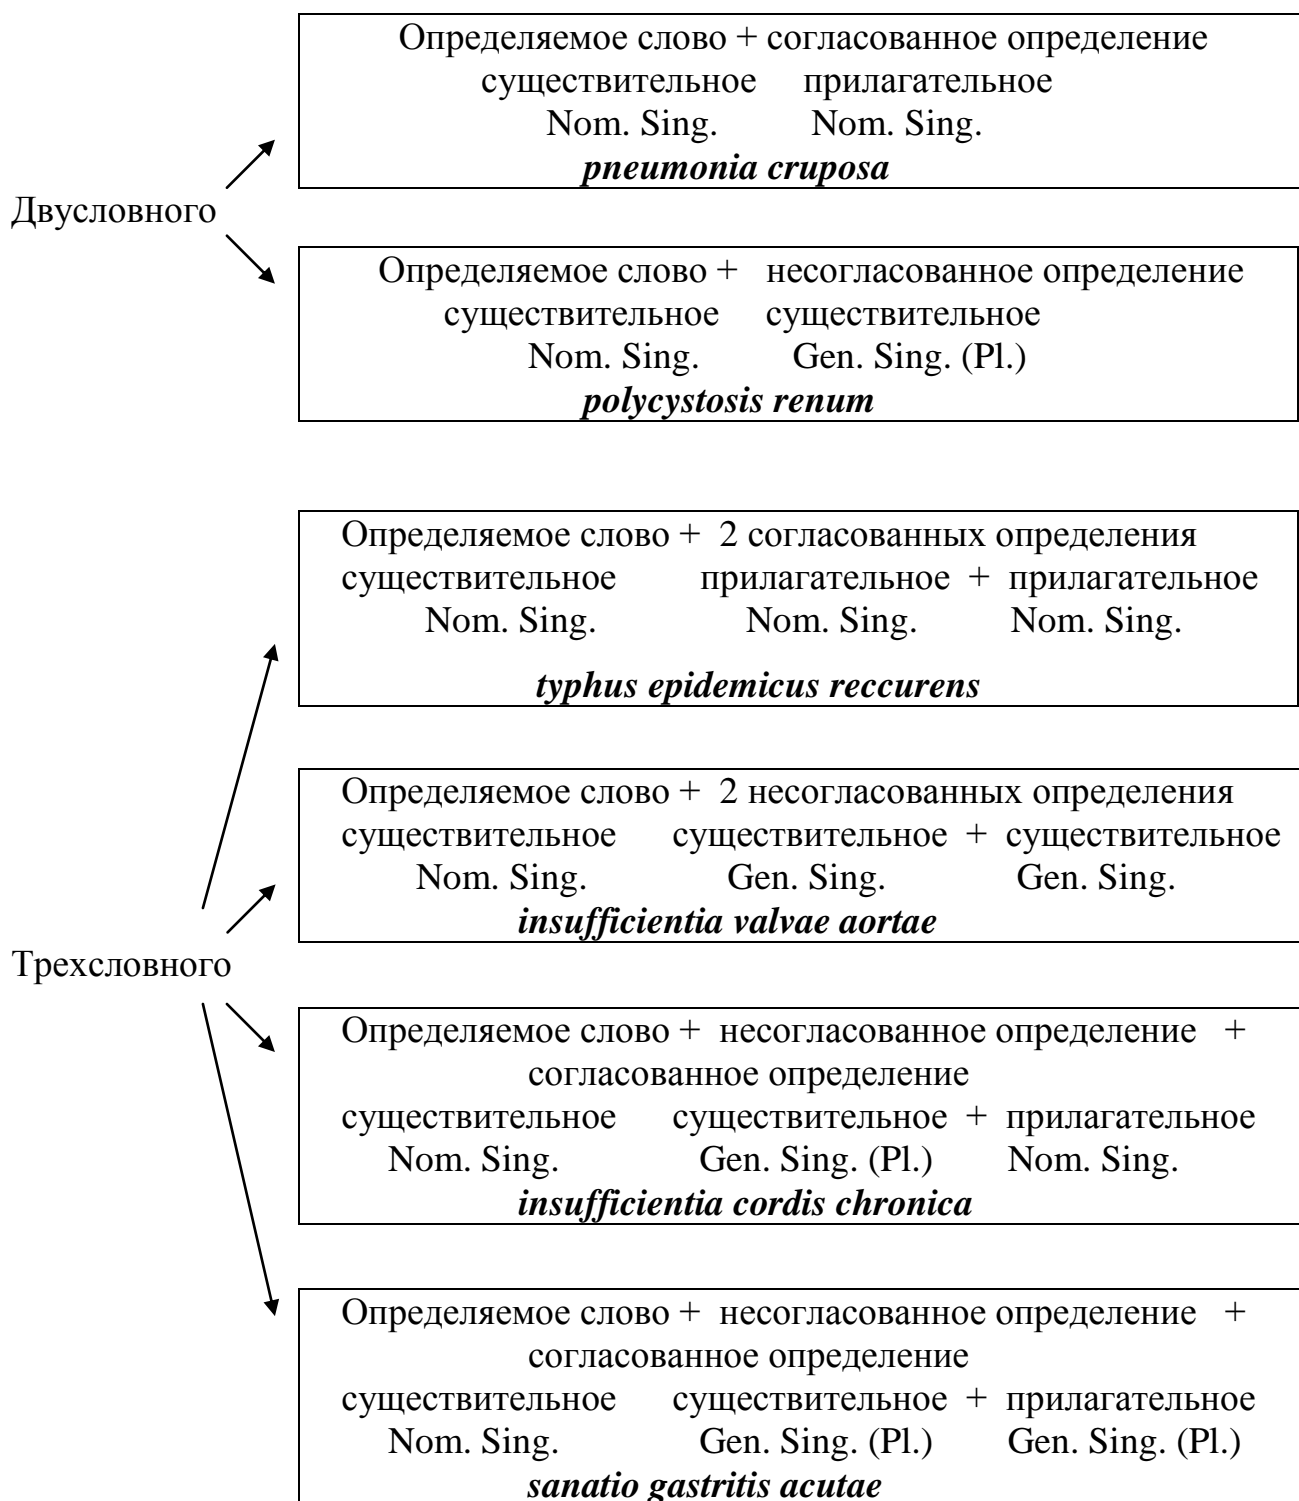 Определяемое слово + согласованное определение
существительное прилагательное
Nom. Sing. Nom. Sing.
pneumonia cruposa
Двусловного
Определяемое слово + несогласованное определение
существительное существительное
Nom. Sing. Gen. Sing. (Pl.)
polycystosis renum
Определяемое слово + 2 согласованных определения
существительное прилагательное + прилагательное
Nom. Sing. Nom. Sing. Nom. Sing.
typhus epidemicus reccurens
Определяемое слово + 2 несогласованных определения
существительное существительное + существительное
Nom. Sing. Gen. Sing. Gen. Sing.
insufficientia valvae aortae
Трехсловного
Определяемое слово + несогласованное определение +
согласованное определение
существительное существительное + прилагательное
Nom. Sing. Gen. Sing. (Pl.) Nom. Sing.
insufficientia cordis chronica
Определяемое слово + несогласованное определение +
согласованное определение
существительное существительное + прилагательное
Nom. Sing. Gen. Sing. (Pl.) Gen. Sing. (Pl.)
sanatio gastritis acutae